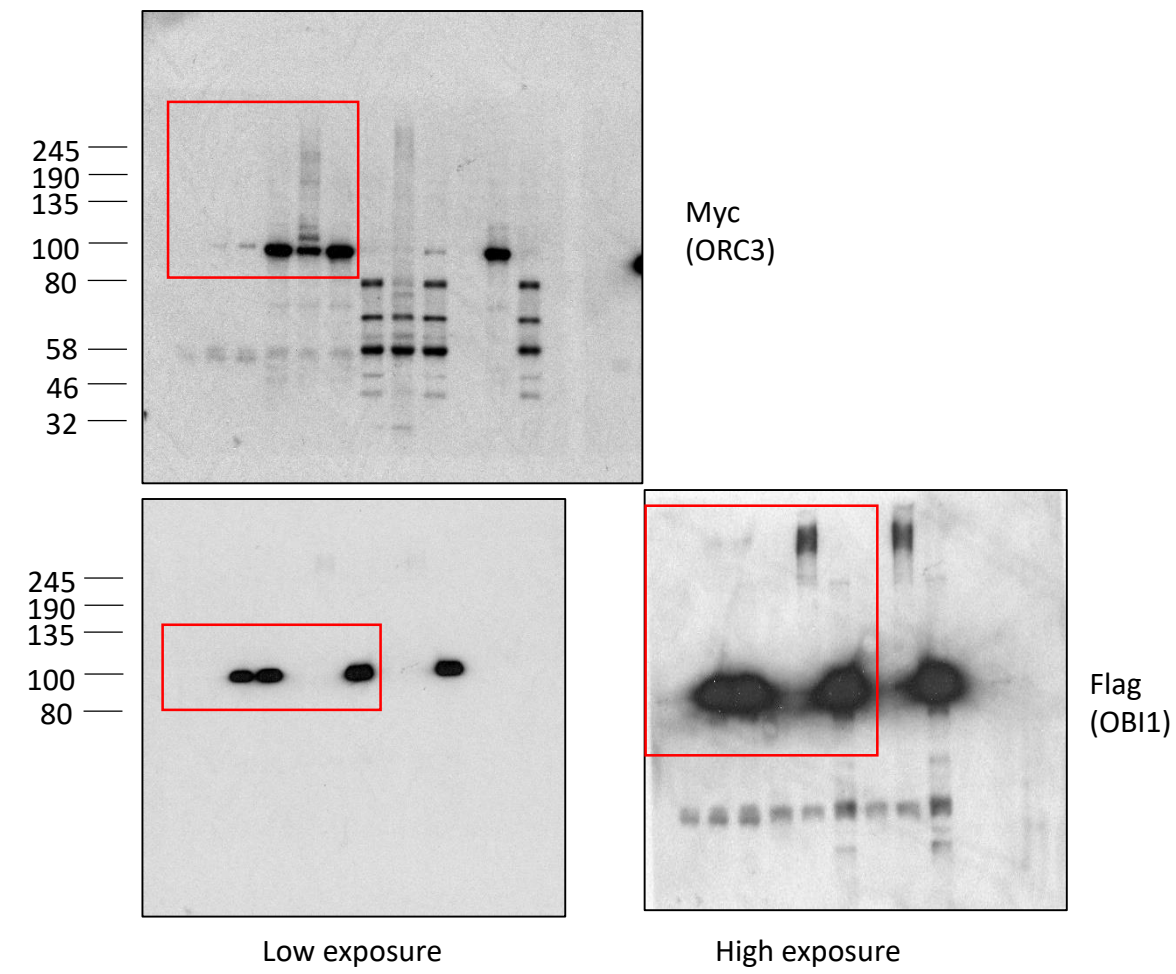 245
190
135
100
80
58
46
32
Myc
(ORC3)
245
190
135
100
80
Flag
(OBI1)
Low exposure
High exposure